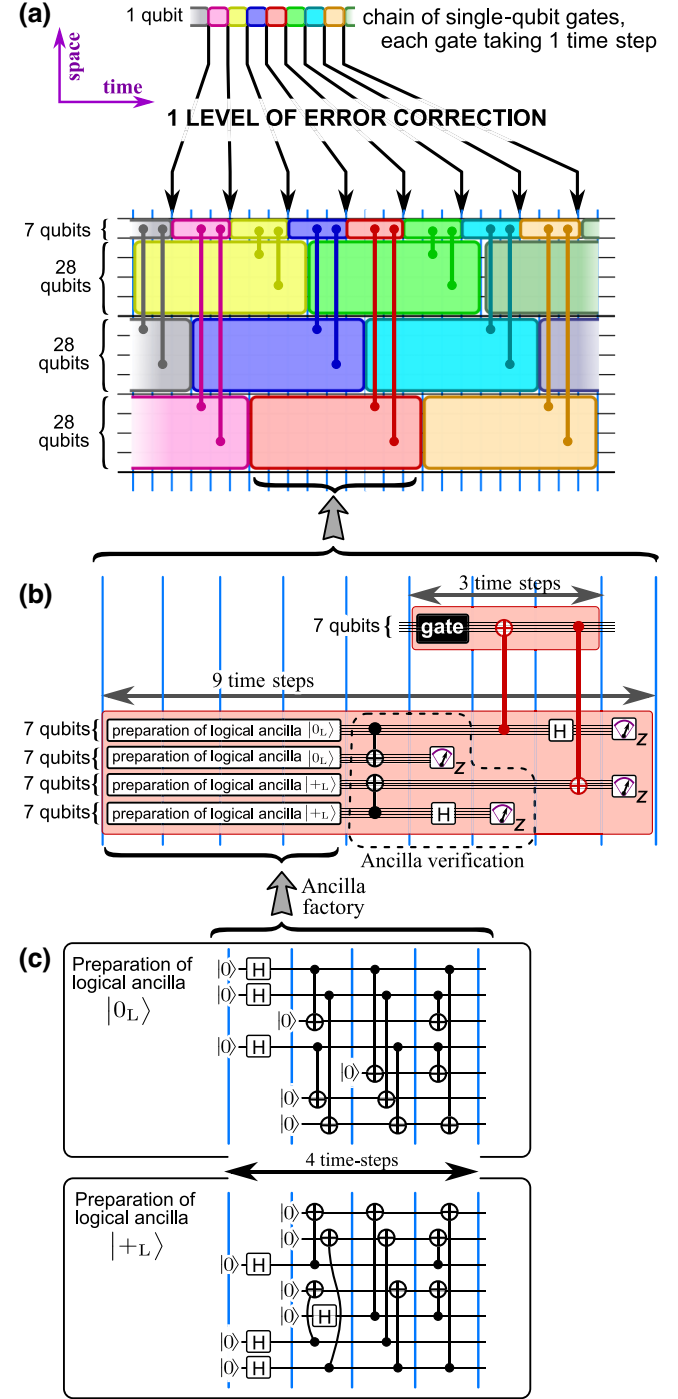 (a)
1 qubit
chain of single-qubit gates,
each gate taking 1 time step
space
time
1 LEVEL OF ERROR CORRECTION
7 qubits
28
qubits
28
qubits
28
qubits
(b)
3 time steps
7 qubits
gate
9 time steps
7 qubits
preparation of logical ancilla |0L⟩
H
Z
7 qubits
preparation of logical ancilla |0L⟩
Z
7 qubits
preparation of logical ancilla |+L⟩
Z
7 qubits
preparation of logical ancilla |+L⟩
H
Z
Ancilla verification
Ancilla
factory
(c)
Preparation of
logical ancilla
|0L⟩
|0⟩ H
|0⟩ H
|0⟩
|0⟩ H
|0⟩
|0⟩
|0⟩
4 time-steps
Preparation of
logical ancilla
|+L⟩
|0⟩
|0⟩
|0⟩ H
|0⟩
|0⟩ H
|0⟩ H
|0⟩ H